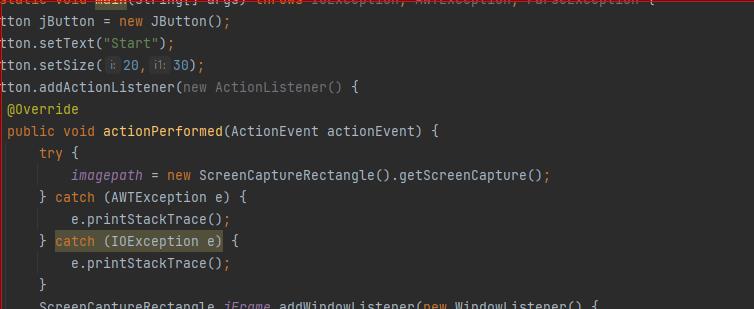 static void main(String[] args) throws IOException, AWTException, ParseException {
tton jButton = new JButton();
tton.setText("Start");
tton.setSize( i: 20, i1: 30);
tton.addActionListener(new ActionListener() {
@Override
public void actionPerformed(ActionEvent actionEvent) {
try {
imagepath = new ScreenCaptureRectangle().getScreenCapture();
} catch (AWTException e) {
e.printStackTrace();
} catch (IOException e) {
e.printStackTrace();
}
ScreenCaptureRectangle.jFrame.addWindowListener(new WindowListener() {